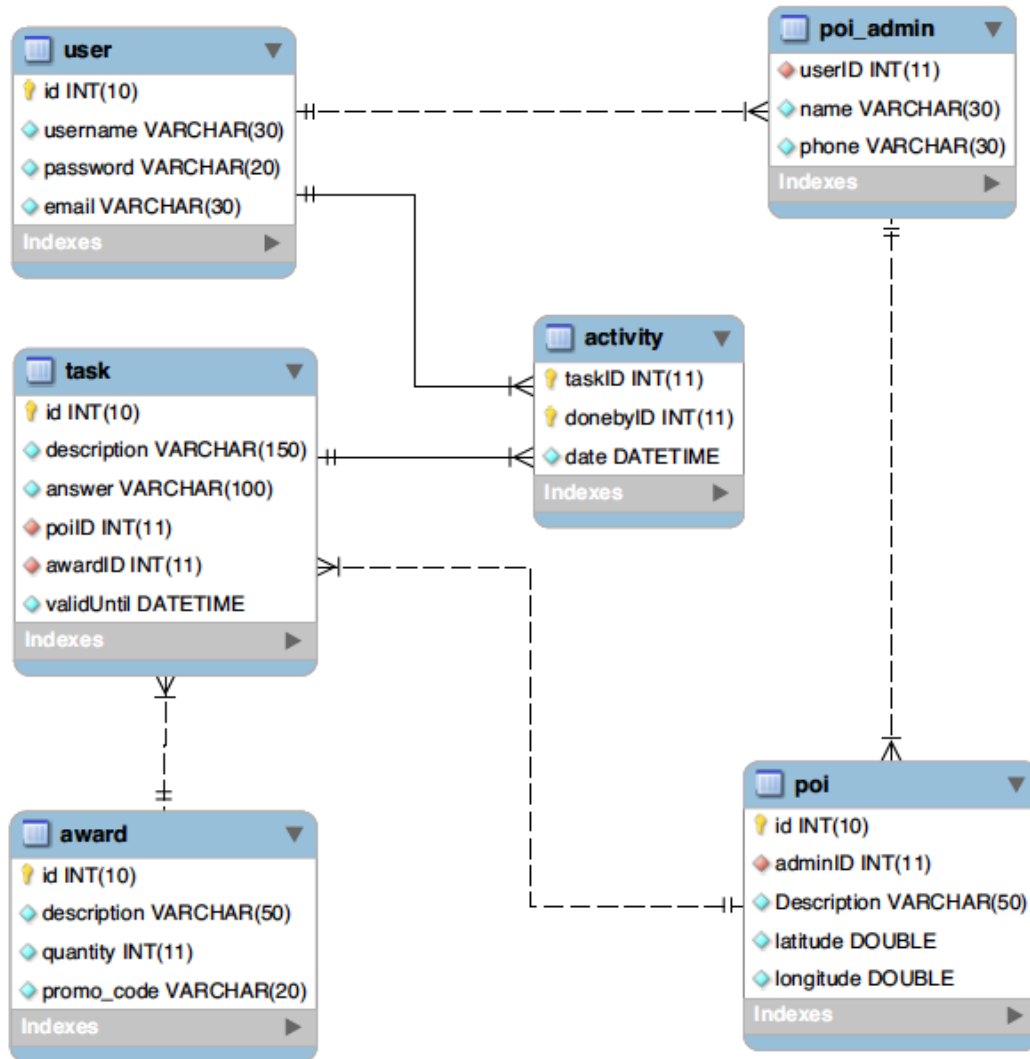 user
id INT(10)
username VARCHAR(30)
password VARCHAR(20)
email VARCHAR(30)
Indexes
poi_admin
userID INT(11)
name VARCHAR(30)
phone VARCHAR(30)
Indexes
activity
taskID INT(11)
donebyID INT(11)
date DATETIME
Indexes
task
id INT(10)
description VARCHAR(150)
answer VARCHAR(100)
poiID INT(11)
awardID INT(11)
validUntil DATETIME
Indexes
award
id INT(10)
description VARCHAR(50)
quantity INT(11)
promo_code VARCHAR(20)
Indexes
poi
id INT(10)
adminID INT(11)
Description VARCHAR(50)
latitude DOUBLE
longitude DOUBLE
Indexes